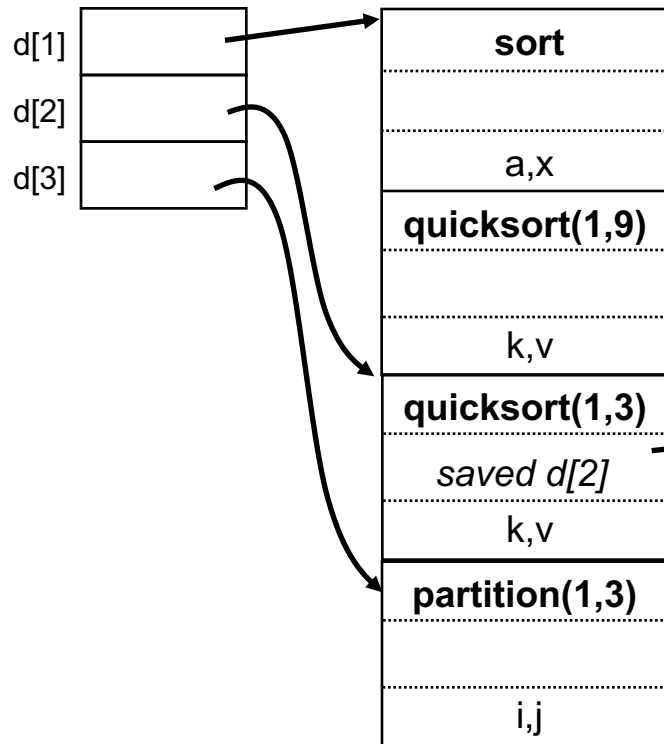 d[1]
d[2]
d[3]
sort
a,x
quicksort(1,9)
k,v
quicksort(1,3)
saved d[2]
k,v
partition(1,3)
i,j